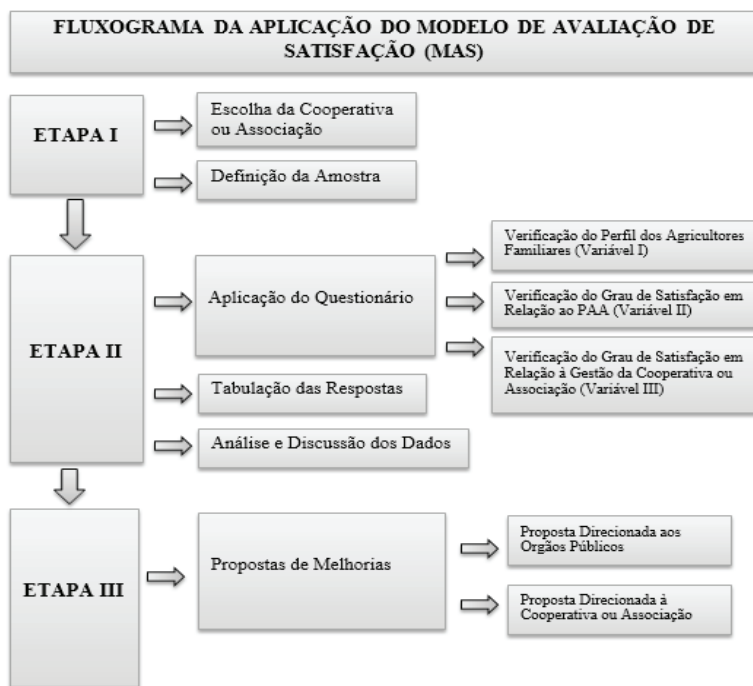 FLUXOGRAMA DA APLICAÇÃO DO MODELO DE AVALIAÇÃO DE
SATISFAÇÃO (MAS)
ETAPA I
Escolha da Cooperativa
ou Associação
Definição da Amostra
ETAPA II
Aplicação do Questionário
Verificação do Perfil dos Agricultores
Familiares (Variável I)
Verificação do Grau de Satisfação em
Relação ao PAA (Variável II)
Verificação do Grau de Satisfação em
Relação à Gestão da Cooperativa ou
Associação (Variável III)
Tabulação das Respostas
Análise e Discussão dos Dados
ETAPA III
Propostas de Melhorias
Proposta Direcionada aos
Orgãos Públicos
Proposta Direcionada à
Cooperativa ou Associação